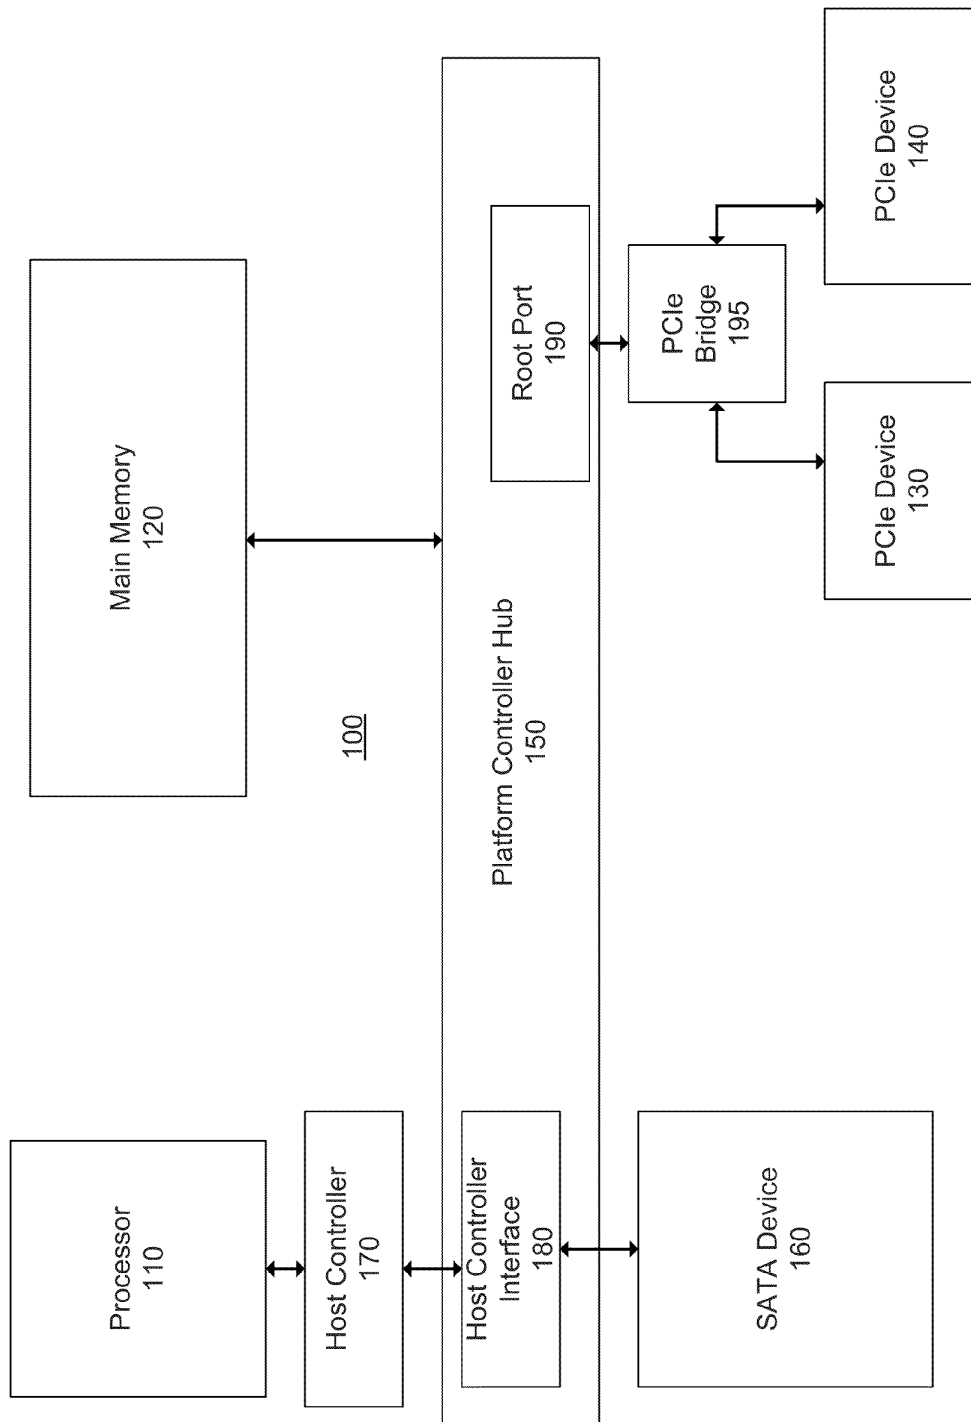 Processor
110
Main Memory
120
Host Controller
170
100
Host Controller
Interface
180
Platform Controller Hub
150
Root Port
190
SATA Device
160
PCIe
Bridge
195
PCIe Device
130
PCIe Device
140